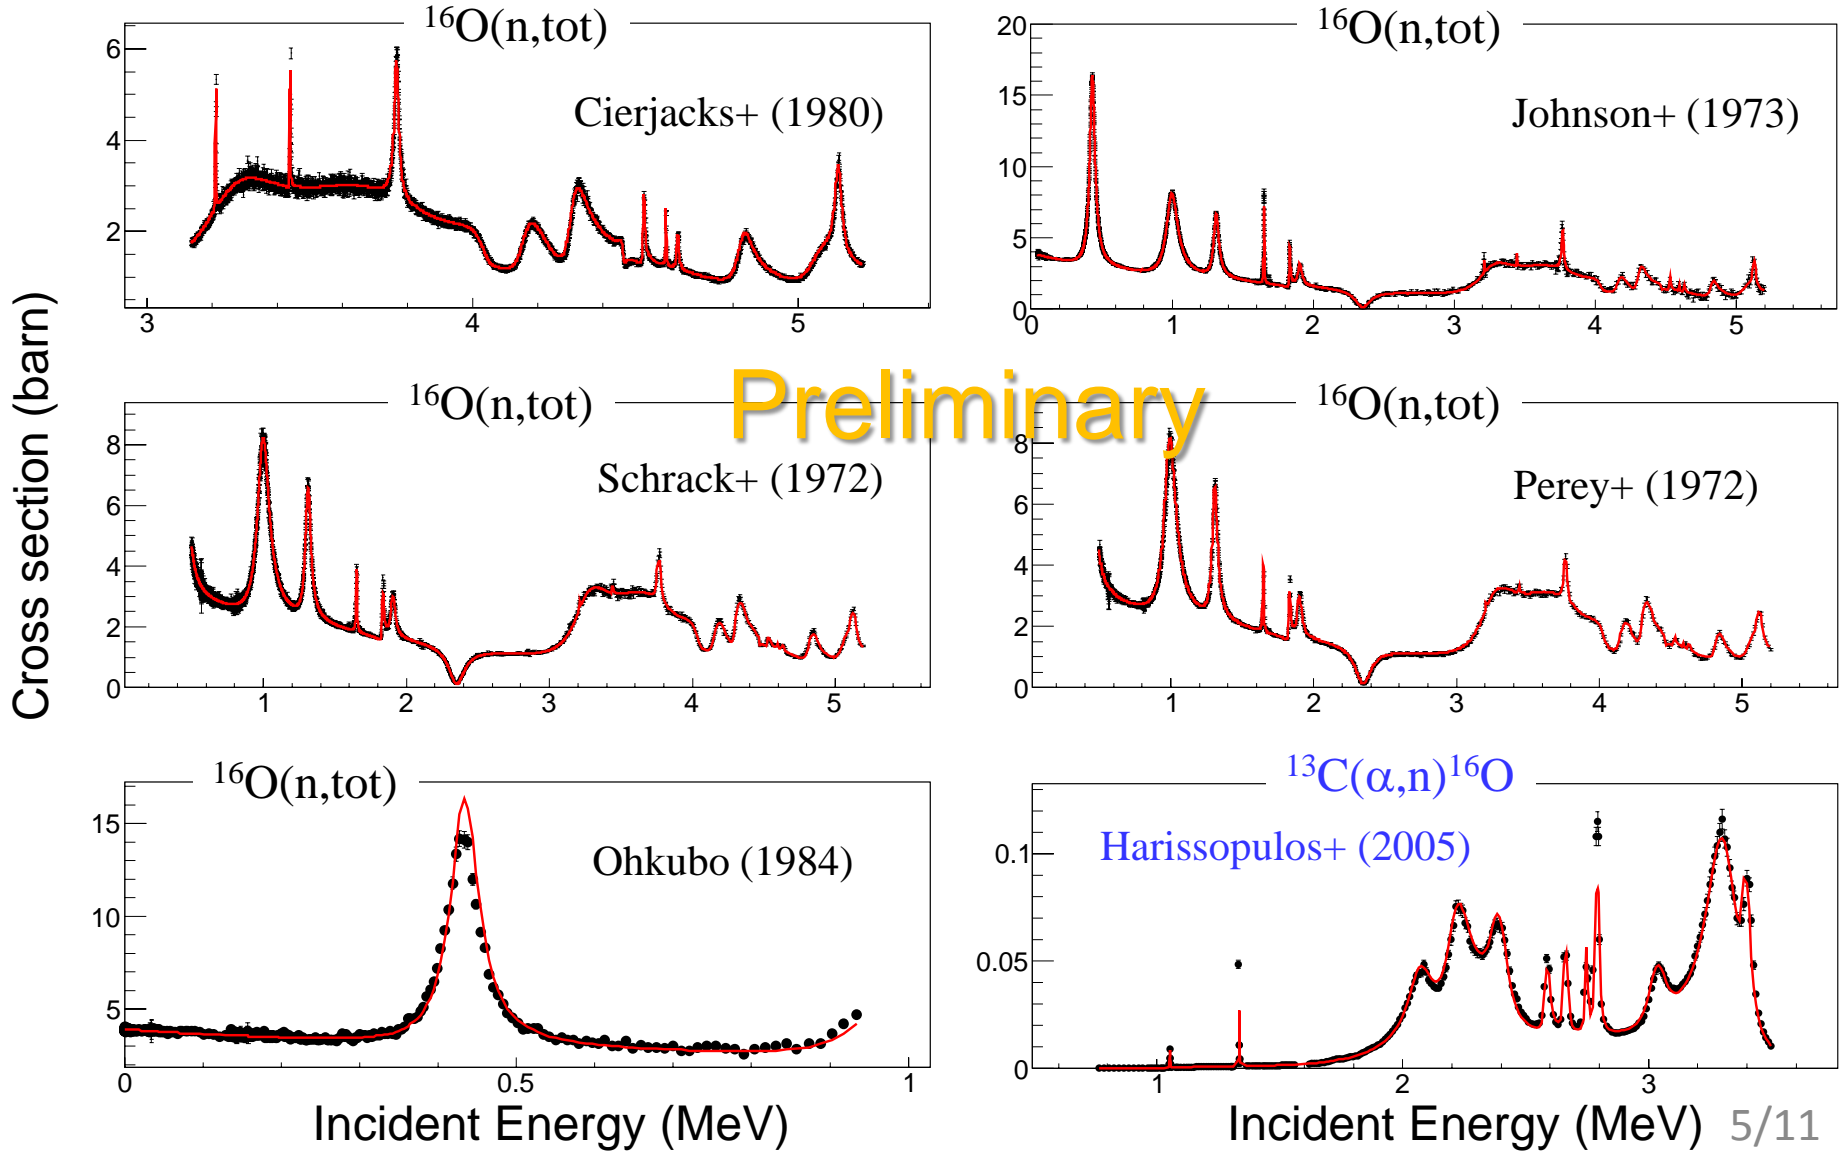 Cross section (barn)
¹⁶O(n,tot)
Cierjacks+ (1980)
6
4
2
3 4 5
¹⁶O(n,tot)
Johnson+ (1973)
20
15
10
5
0
0 1 2 3 4 5
Preliminary
¹⁶O(n,tot)
Schrack+ (1972)
8
6
4
2
0
1 2 3 4 5
¹⁶O(n,tot)
Perey+ (1972)
8
6
4
2
0
1 2 3 4 5
¹⁶O(n,tot)
Ohkubo (1984)
15
10
5
0 0.5 1
Incident Energy (MeV)
¹³C(α,n)¹⁶O
Harissopulos+ (2005)
0.1
0.05
0
1 2 3
Incident Energy (MeV)
5/11